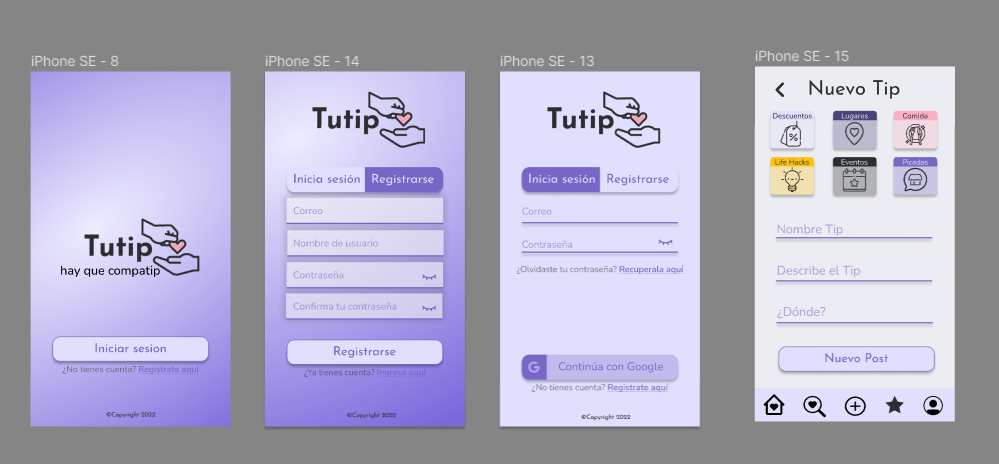 iPhone SE - 8
Tutip
hay que compatip
Iniciar sesion
¿No tienes cuenta? Registrate aquí
©Copyright 2022
iPhone SE - 14
Tutip
Inicia sesión Registrarse
Correo
Nombre de usuario
Contraseña
Confirma tu contraseña
Registrarse
¿Ya tienes cuenta? Ingresa aquí
©Copyright 2022
iPhone SE - 13
Tutip
Inicia sesión Registrarse
Correo
Contraseña
¿Olvidaste tu contraseña? Recuperala aquí
G Continúa con Google
¿No tienes cuenta? Registrate aquí
©Copyright 2022
iPhone SE - 15
Nuevo Tip
Descuentos Lugares Comida
%
Life Hacks Eventos Picadas
Nombre Tip
Describe el Tip
¿Dónde?
Nuevo Post